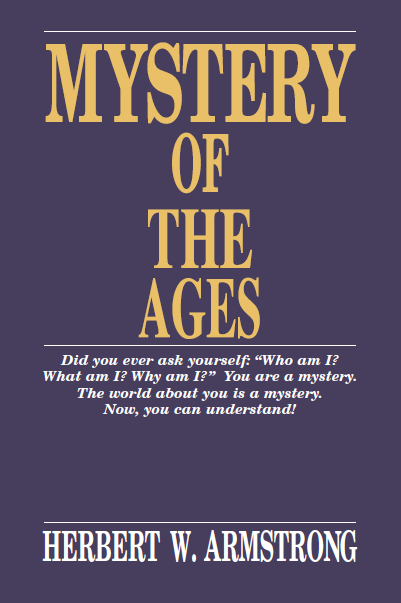 MYSTERY
OF
THE
AGES
Did you ever ask yourself: “Who am I?
What am I? Why am I?” You are a mystery.
The world about you is a mystery.
Now, you can understand!
HERBERT W. ARMSTRONG